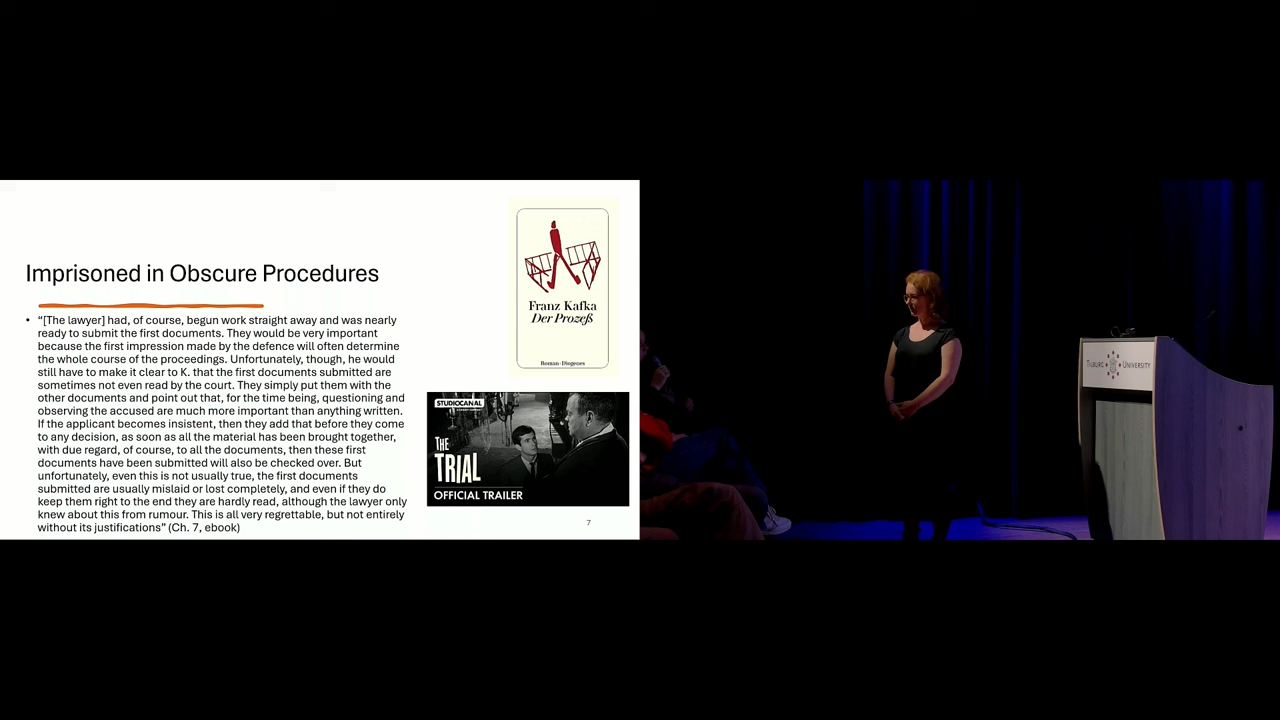 Imprisoned in Obscure Procedures
• “[The lawyer] had, of course, begun work straight away and was nearly
ready to submit the first documents. They would be very important
because the first impression made by the defence will often determine
the whole course of the proceedings. Unfortunately, though, he would
still have to make it clear to K. that the first documents submitted are
sometimes not even read by the court. They simply put them with the
other documents and point out that, for the time being, questioning and
observing the accused are much more important than anything written.
If the applicant becomes insistent, then they add that before they come
to any decision, as soon as all the material has been brought together,
with due regard, of course, to all the documents, then these first
documents have been submitted will also be checked over. But
unfortunately, even this is not usually true, the first documents
submitted are usually mislaid or lost completely, and even if they do
keep them right to the end they are hardly read, although the lawyer only
knew about this from rumour. This is all very regrettable, but not entirely
without its justifications” (Ch. 7, ebook)
Franz Kafka
Der Prozeß
Roman · Diogenes
STUDIOCANAL
THE
TRIAL
OFFICIAL TRAILER
7
TILBURG UNIVERSITY